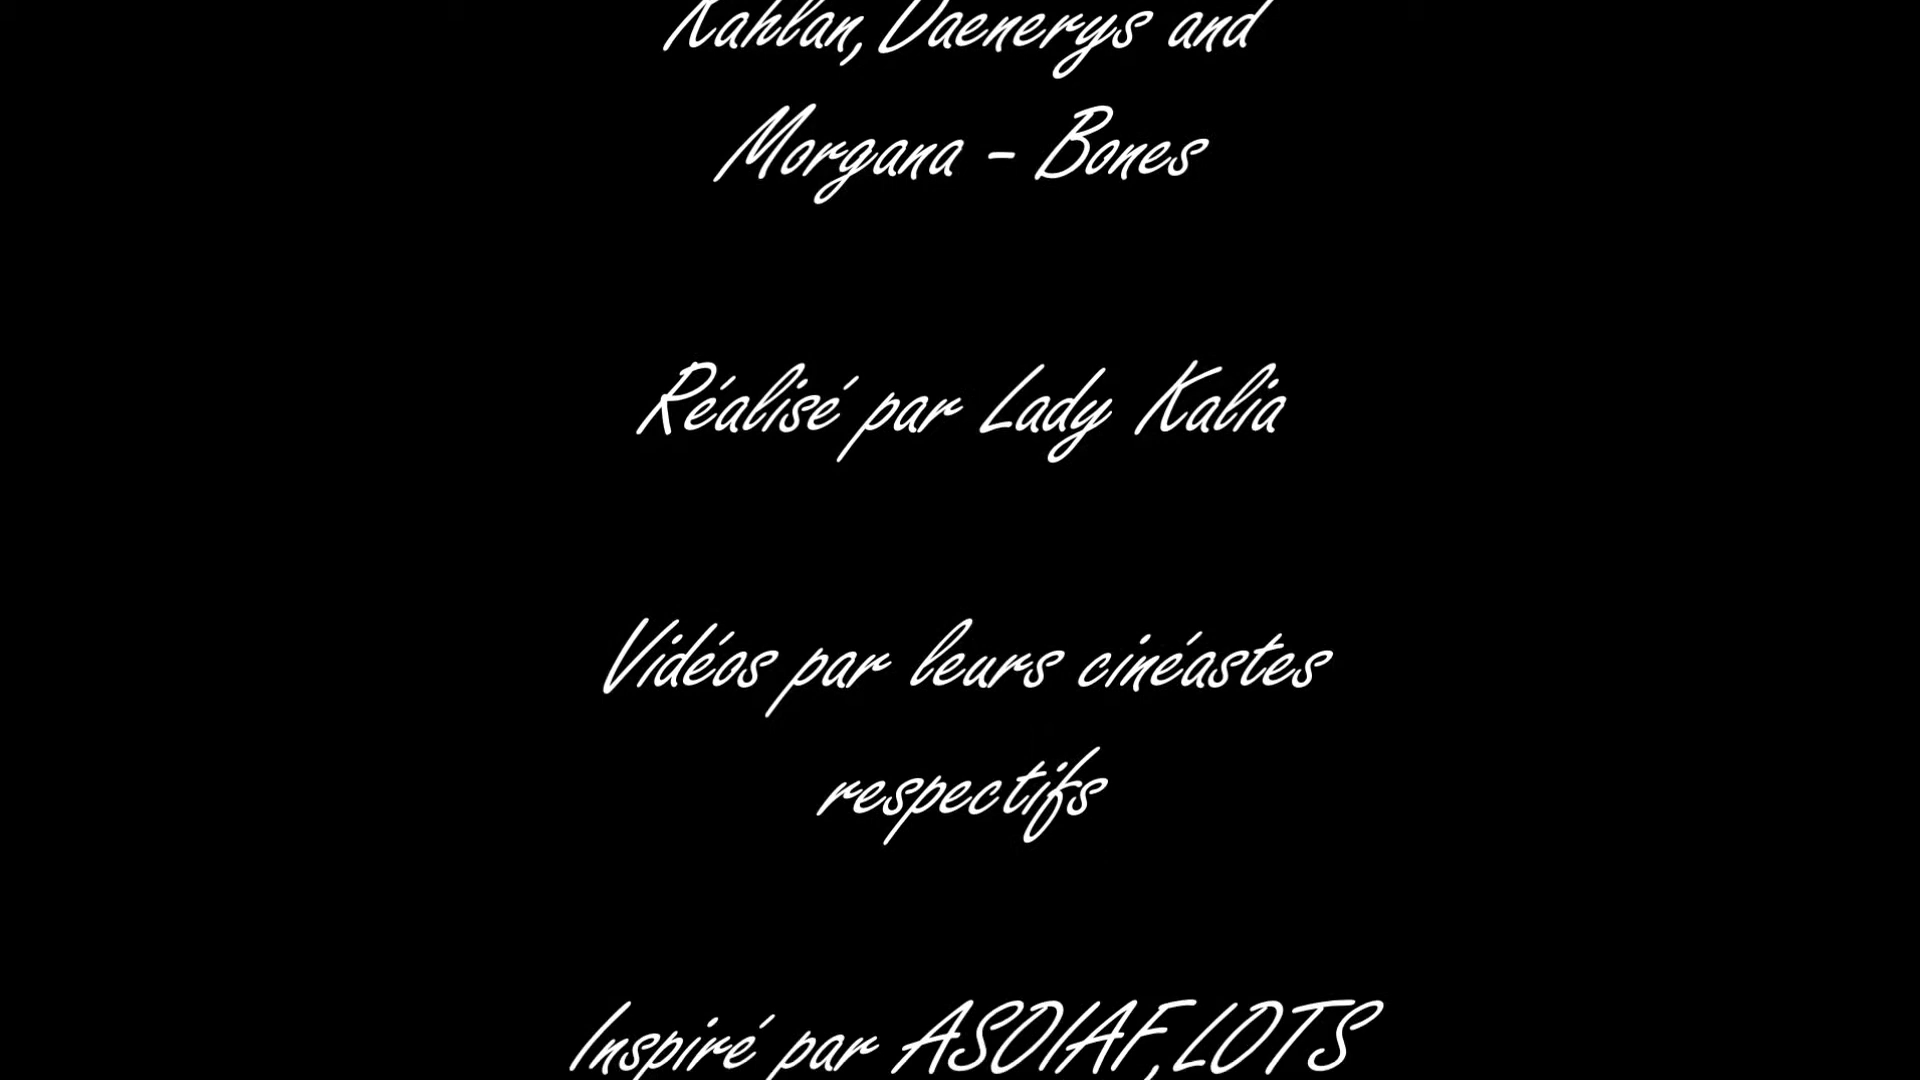 Kahlan, Daenerys and
Morgana - Bones
Réalisé par Lady Kalia
Vidéos par leurs cinéastes
respectifs
Inspiré par ASOIAF, LOTS